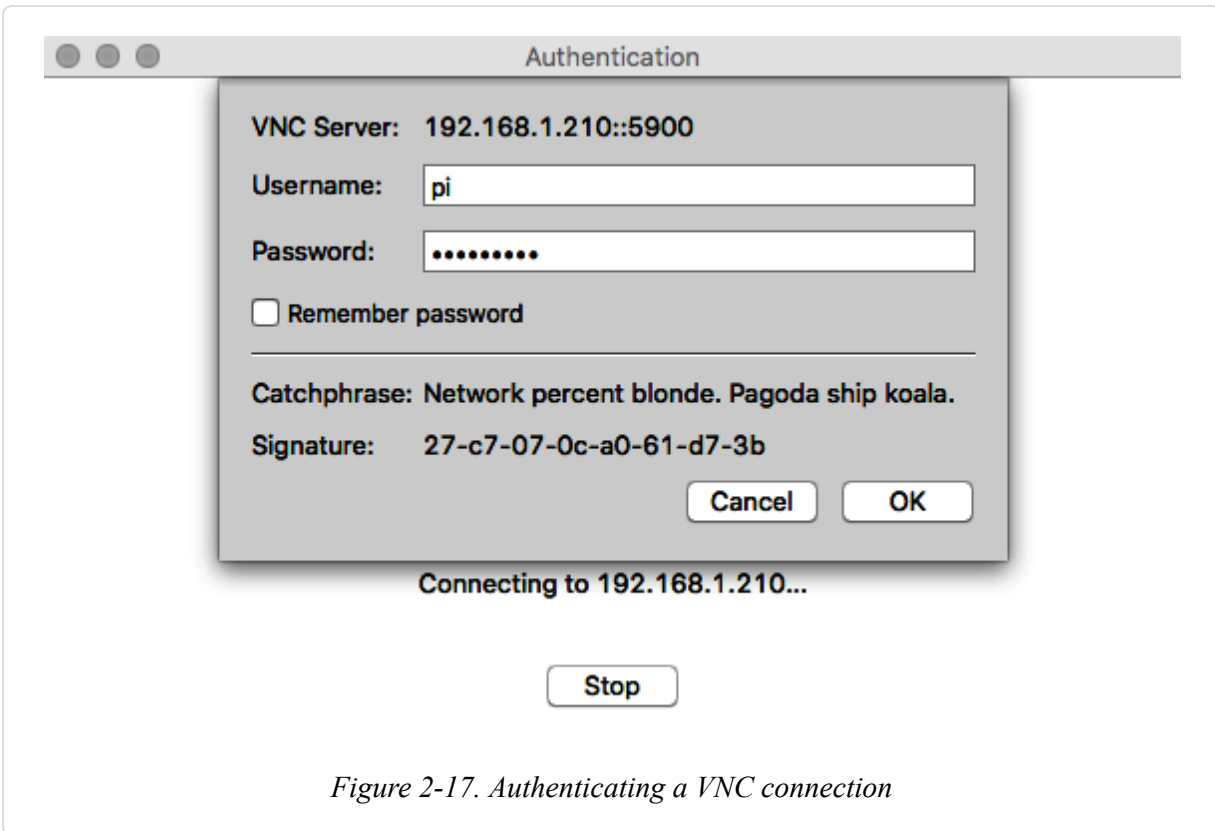 Authentication
VNC Server: 192.168.1.210::5900
Username: pi
Password: •••••••••
Remember password
Catchphrase: Network percent blonde. Pagoda ship koala.
Signature: 27-c7-07-0c-a0-61-d7-3b
Cancel OK
Connecting to 192.168.1.210...
Stop
Figure 2-17. Authenticating a VNC connection